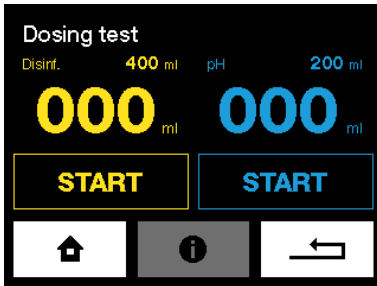 Dosing test
Disinf. 400 ml pH 200 ml
000 ml 000 ml
START START
i